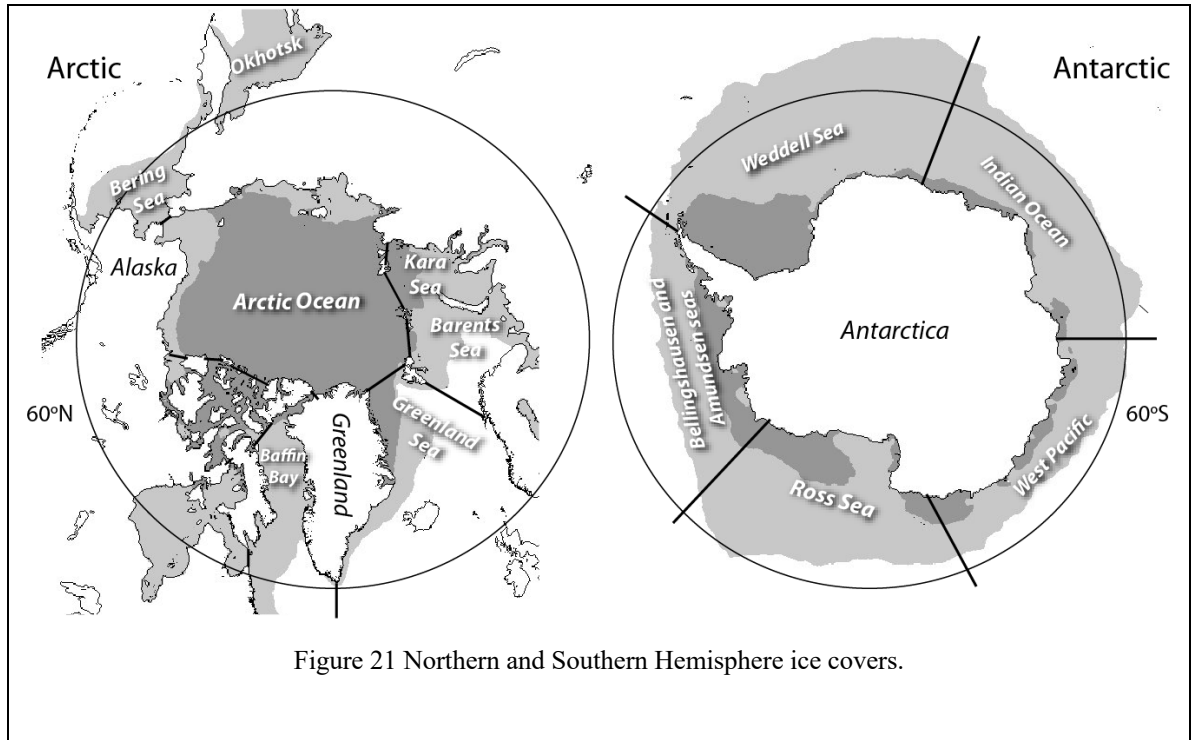 Arctic
Okhotsk
Bering
Sea
Alaska
Arctic Ocean
Kara
Sea
Barents
Sea
60ºN
Greenland
Sea
Greenland
Baffin
Bay
Antarctic
Weddell Sea
Indian Ocean
Bellingshausen and
Amundsen seas
Antarctica
60ºS
West Pacific
Ross Sea
Figure 21 Northern and Southern Hemisphere ice covers.